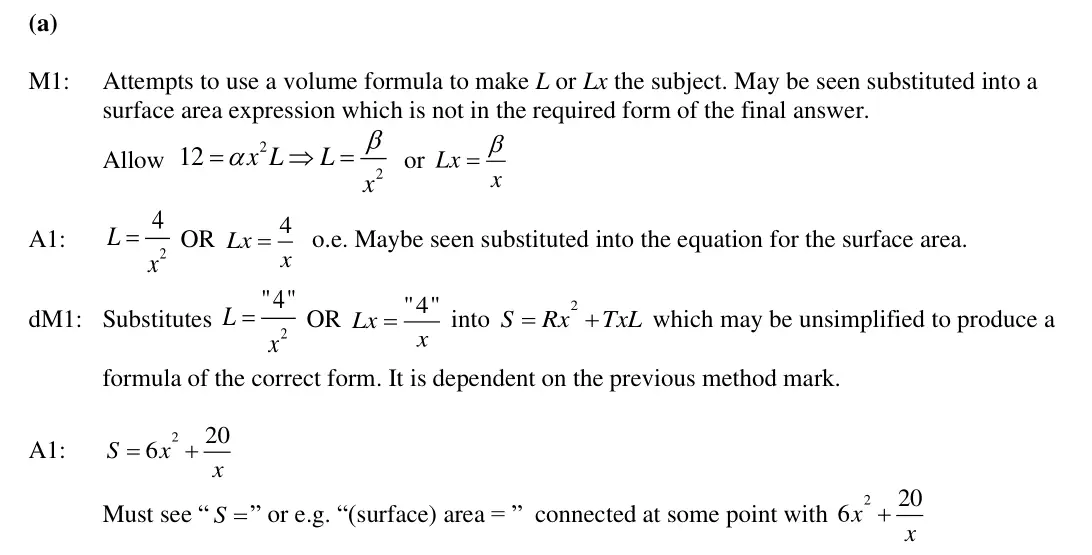 (a)
M1: Attempts to use a volume formula to make L or Lx the subject. May be seen substituted into a
surface area expression which is not in the required form of the final answer.
Allow 12 = αx²L ⇒ L = β/x² or Lx = β/x
A1: L = 4/x² OR Lx = 4/x o.e. Maybe seen substituted into the equation for the surface area.
dM1: Substitutes L = "4"/x² OR Lx = "4"/x into S = Rx² + TxL which may be unsimplified to produce a
formula of the correct form. It is dependent on the previous method mark.
A1: S = 6x² + 20/x
Must see “S =” or e.g. “(surface) area = ” connected at some point with 6x² + 20/x